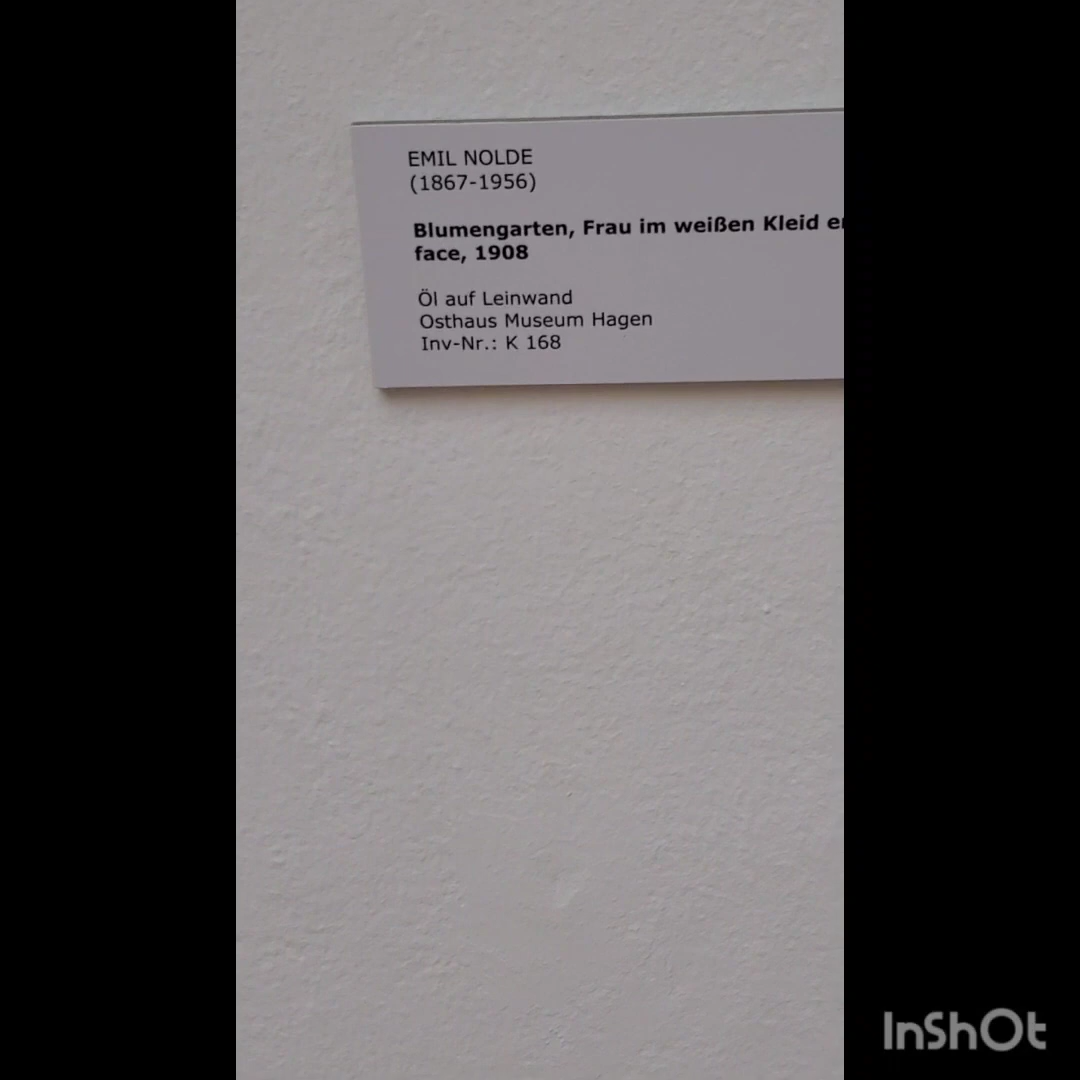 EMIL NOLDE
(1867-1956)
Blumengarten, Frau im weißen Kleid
face, 1908
Öl auf Leinwand
Osthaus Museum Hagen
Inv-Nr.: K 168
InShOt